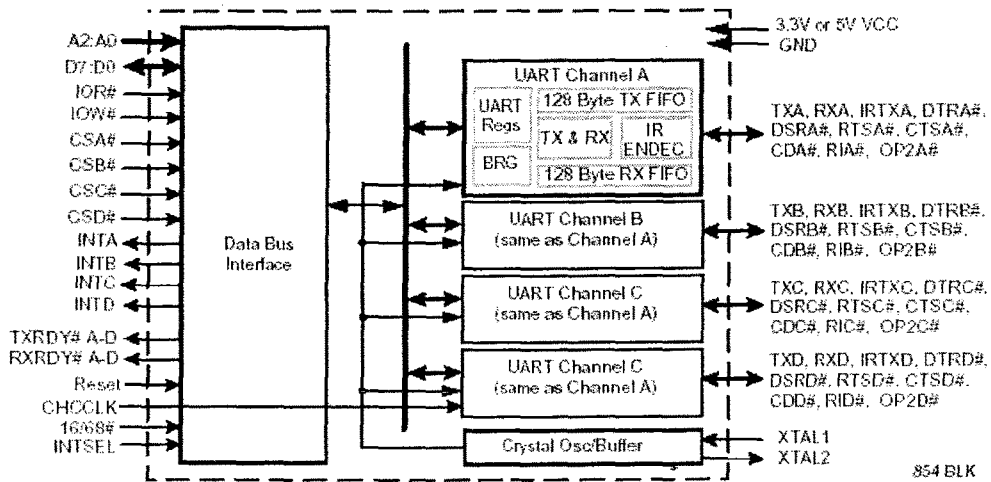 A2:A0
D7:D0
IOR#
IOW#
CSA#
CSB#
CSC#
CSD#
INTA
INTB
INTC
INTD
TXRDY# A-D
RXRDY# A-D
Reset
CHCCLK
16/68#
INTSEL
Data Bus
Interface
UART Channel A
UART
Regs
BRG
128 Byte TX FIFO
TX & RX
IR
ENDEC
128 Byte RX FIFO
UART Channel B
(same as Channel A)
UART Channel C
(same as Channel A)
UART Channel C
(same as Channel A)
Crystal Osc/Buffer
3.3V or 5V VCC
GND
TXA, RXA, IRTXA, DTRA#,
DSRA#, RTSA#, CTSA#,
CDA#, RIA#, OP2A#
TXB, RXB, IRTXB, DTRB#,
DSRB#, RTSB#, CTSB#,
CDB#, RIB#, OP2B#
TXC, RXC, IRTXC, DTRC#,
DSRC#, RTSC#, CTSC#,
CDC#, RIC#, OP2C#
TXD, RXD, IRTXD, DTRD#,
DSRD#, RTSD#, CTSD#,
CDD#, RID#, OP2D#
XTAL1
XTAL2
854 BLK